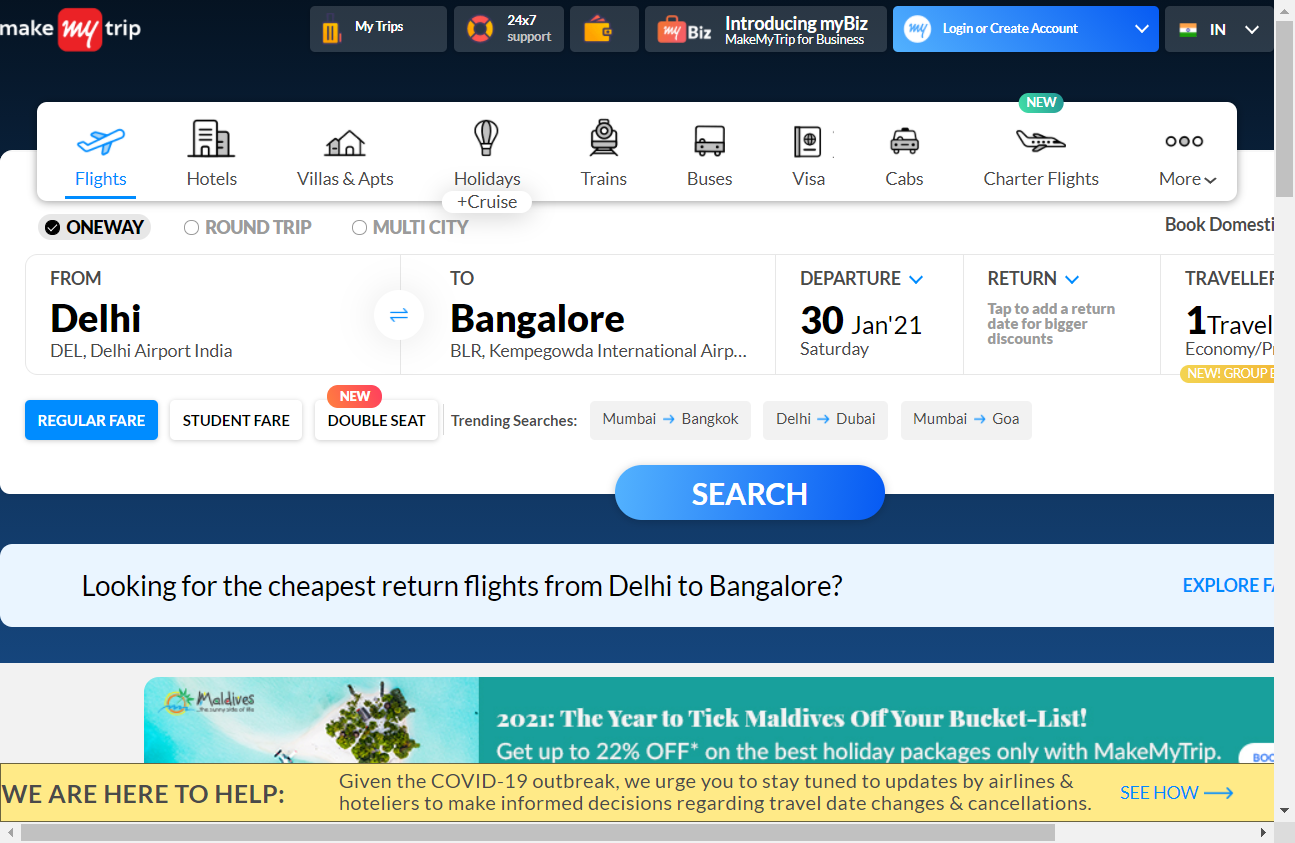 make my trip
My Trips
24x7
support
my Biz
Introducing myBiz
MakeMyTrip for Business
my
Login or Create Account
IN
NEW
Flights
Hotels
Villas & Apts
Holidays
+Cruise
Trains
Buses
Visa
Cabs
Charter Flights
More
ONEWAY
ROUND TRIP
MULTI CITY
Book Domesti
FROM
Delhi
DEL, Delhi Airport India
TO
Bangalore
BLR, Kempegowda International Airp...
DEPARTURE
30 Jan'21
Saturday
RETURN
Tap to add a return
date for bigger
discounts
TRAVELLER
1Travel
Economy/P
NEW! GROUP
REGULAR FARE
STUDENT FARE
NEW
DOUBLE SEAT
Trending Searches:
Mumbai → Bangkok
Delhi → Dubai
Mumbai → Goa
SEARCH
Looking for the cheapest return flights from Delhi to Bangalore?
EXPLORE FA
Maldives
...the sunny side of life
2021: The Year to Tick Maldives Off Your Bucket-List!
Get up to 22% OFF* on the best holiday packages only with MakeMyTrip.
BOO
WE ARE HERE TO HELP:
Given the COVID-19 outbreak, we urge you to stay tuned to updates by airlines &
hoteliers to make informed decisions regarding travel date changes & cancellations.
SEE HOW